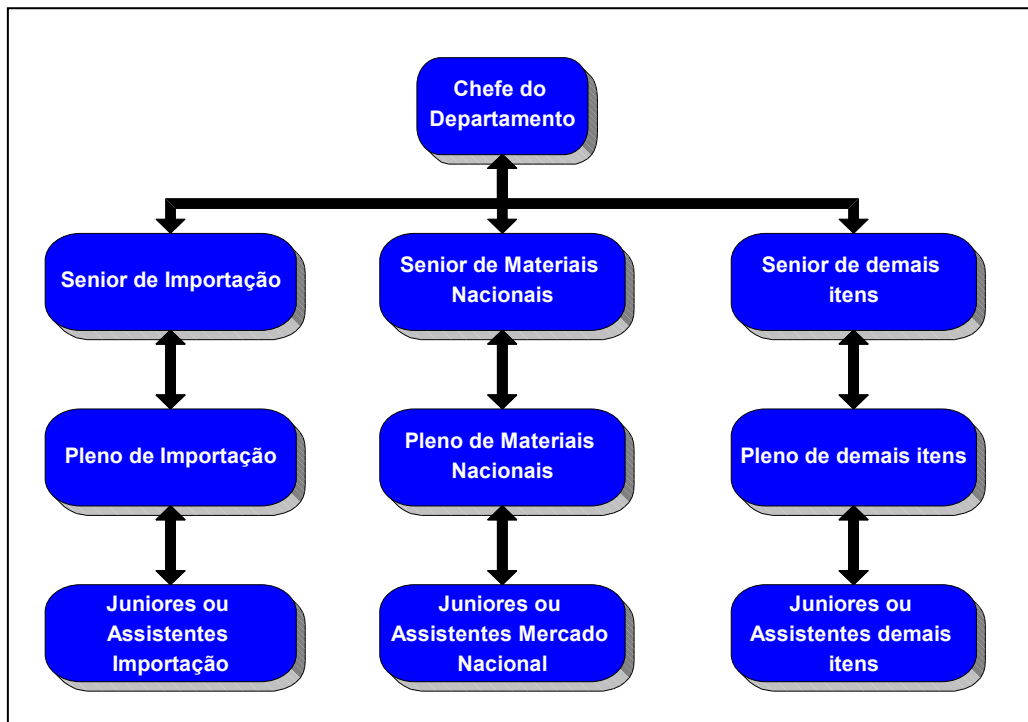 Chefe do
Departamento
Senior de Importação
Senior de Materiais
Nacionais
Senior de demais
itens
Pleno de Importação
Pleno de Materiais
Nacionais
Pleno de demais itens
Juniores ou
Assistentes
Importação
Juniores ou
Assistentes Mercado
Nacional
Juniores ou
Assistentes demais
itens